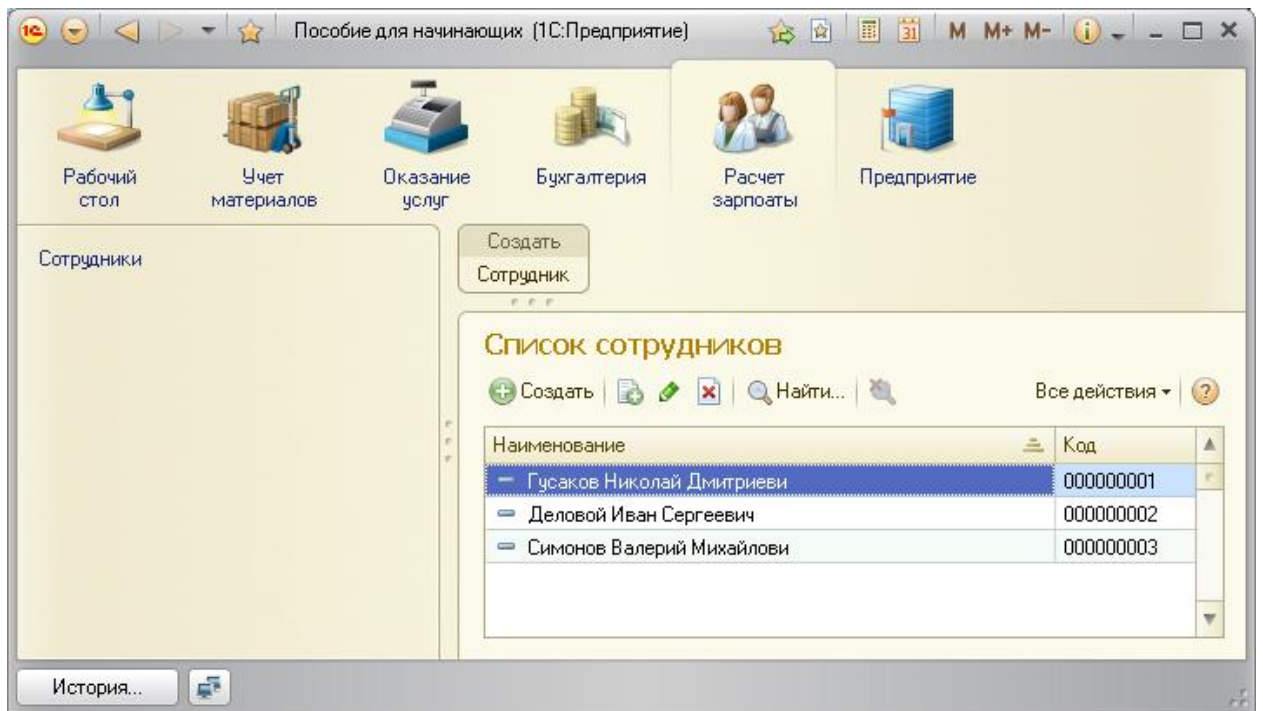 Пособие для начинающих (1С:Предприятие)
31 M M+ M-
Рабочий стол
Учет материалов
Оказание услуг
Бухгалтерия
Расчет зарпоаты
Предприятие
Сотрудники
Создать
Сотрудник
Список сотрудников
Создать Найти... Все действия ?
Наименование Код
Гусаков Николай Дмитриеви 000000001
Деловой Иван Сергеевич 000000002
Симонов Валерий Михайлови 000000003
История...